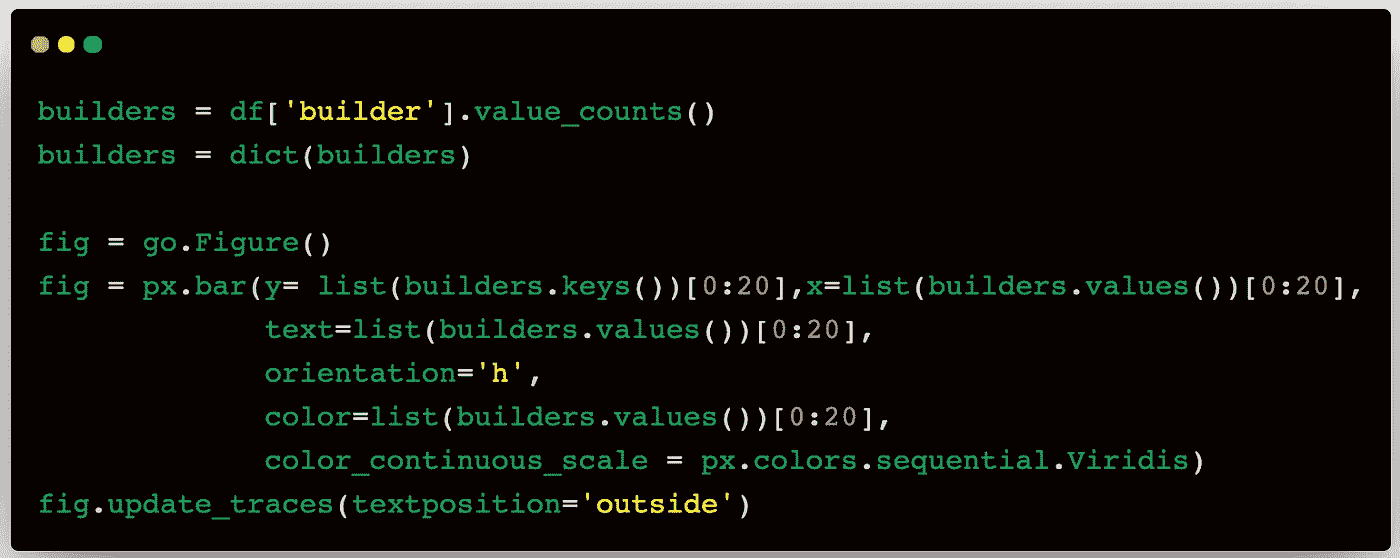 builders = df['builder'].value_counts()
builders = dict(builders)
fig = go.Figure()
fig = px.bar(y= list(builders.keys())[0:20],x=list(builders.values())[0:20],
text=list(builders.values())[0:20],
orientation='h',
color=list(builders.values())[0:20],
color_continuous_scale = px.colors.sequential.Viridis)
fig.update_traces(textposition='outside')